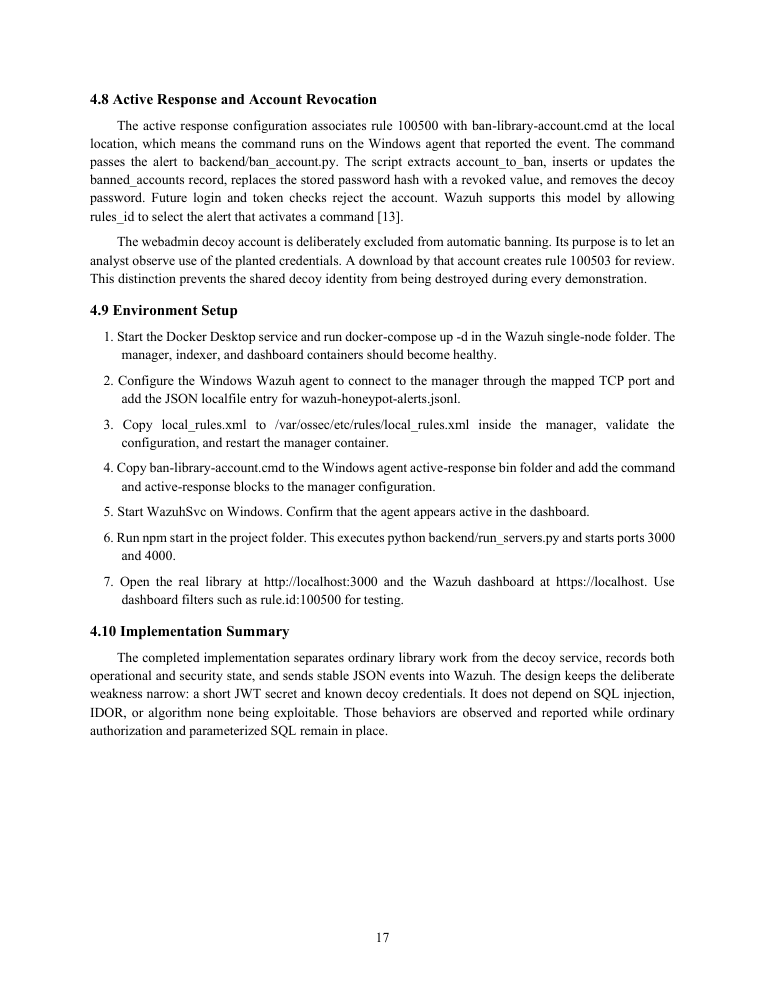 4.8 Active Response and Account Revocation
The active response configuration associates rule 100500 with ban-library-account.cmd at the local
location, which means the command runs on the Windows agent that reported the event. The command
passes the alert to backend/ban_account.py. The script extracts account_to_ban, inserts or updates the
banned_accounts record, replaces the stored password hash with a revoked value, and removes the decoy
password. Future login and token checks reject the account. Wazuh supports this model by allowing
rules_id to select the alert that activates a command [13].
The webadmin decoy account is deliberately excluded from automatic banning. Its purpose is to let an
analyst observe use of the planted credentials. A download by that account creates rule 100503 for review.
This distinction prevents the shared decoy identity from being destroyed during every demonstration.
4.9 Environment Setup
1. Start the Docker Desktop service and run docker-compose up -d in the Wazuh single-node folder. The
manager, indexer, and dashboard containers should become healthy.
2. Configure the Windows Wazuh agent to connect to the manager through the mapped TCP port and
add the JSON localfile entry for wazuh-honeypot-alerts.jsonl.
3. Copy local_rules.xml to /var/ossec/etc/rules/local_rules.xml inside the manager, validate the
configuration, and restart the manager container.
4. Copy ban-library-account.cmd to the Windows agent active-response bin folder and add the command
and active-response blocks to the manager configuration.
5. Start WazuhSvc on Windows. Confirm that the agent appears active in the dashboard.
6. Run npm start in the project folder. This executes python backend/run_servers.py and starts ports 3000
and 4000.
7. Open the real library at http://localhost:3000 and the Wazuh dashboard at https://localhost. Use
dashboard filters such as rule.id:100500 for testing.
4.10 Implementation Summary
The completed implementation separates ordinary library work from the decoy service, records both
operational and security state, and sends stable JSON events into Wazuh. The design keeps the deliberate
weakness narrow: a short JWT secret and known decoy credentials. It does not depend on SQL injection,
IDOR, or algorithm none being exploitable. Those behaviors are observed and reported while ordinary
authorization and parameterized SQL remain in place.
17